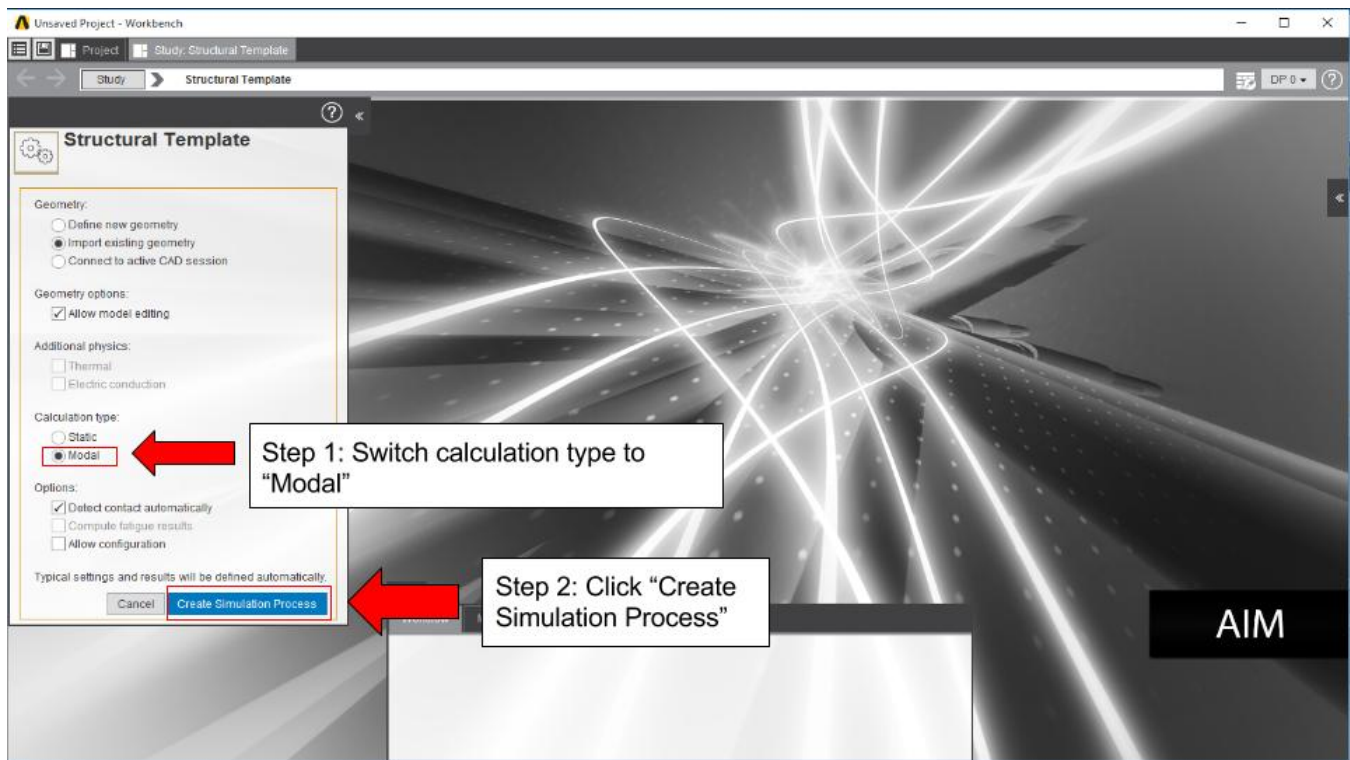 Unsaved Project - Workbench
Project
Study: Structural Template
Study
Structural Template
DP 0
Structural Template
Geometry:
Define new geometry
Import existing geometry
Connect to active CAD session
Geometry options:
Allow model editing
Additional physics:
Thermal
Electric conduction
Calculation type:
Static
Modal
Step 1: Switch calculation type to
“Modal”
Options:
Detect contact automatically
Compute fatigue results
Allow configuration
Typical settings and results will be defined automatically.
Cancel
Create Simulation Process
Step 2: Click “Create
Simulation Process”
Workflow
AIM